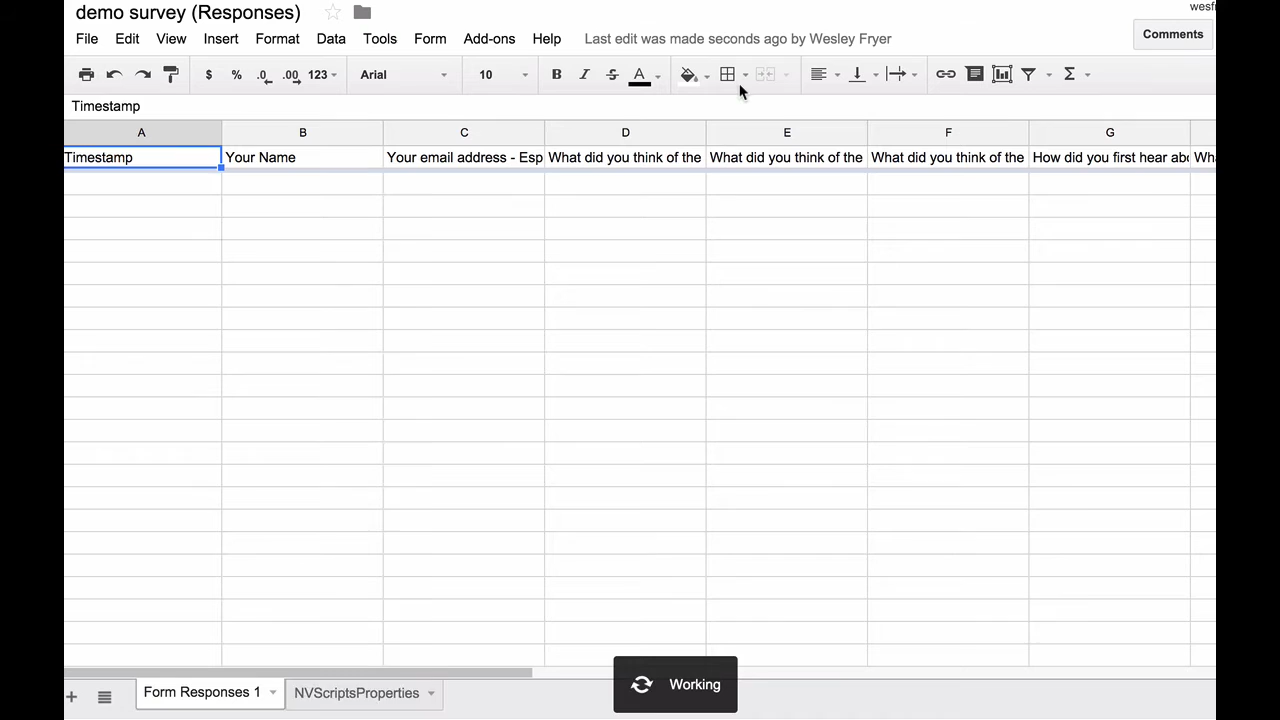 demo survey (Responses)
wesfr
File Edit View Insert Format Data Tools Form Add-ons Help Last edit was made seconds ago by Wesley Fryer
Comments
$ % .0 .00 123 Arial 10 B I S A Σ
Timestamp
A B C D E F G
Timestamp Your Name Your email address - Esp What did you think of the What did you think of the What did you think of the How did you first hear abo Wha
Working
Form Responses 1 NVScriptsProperties